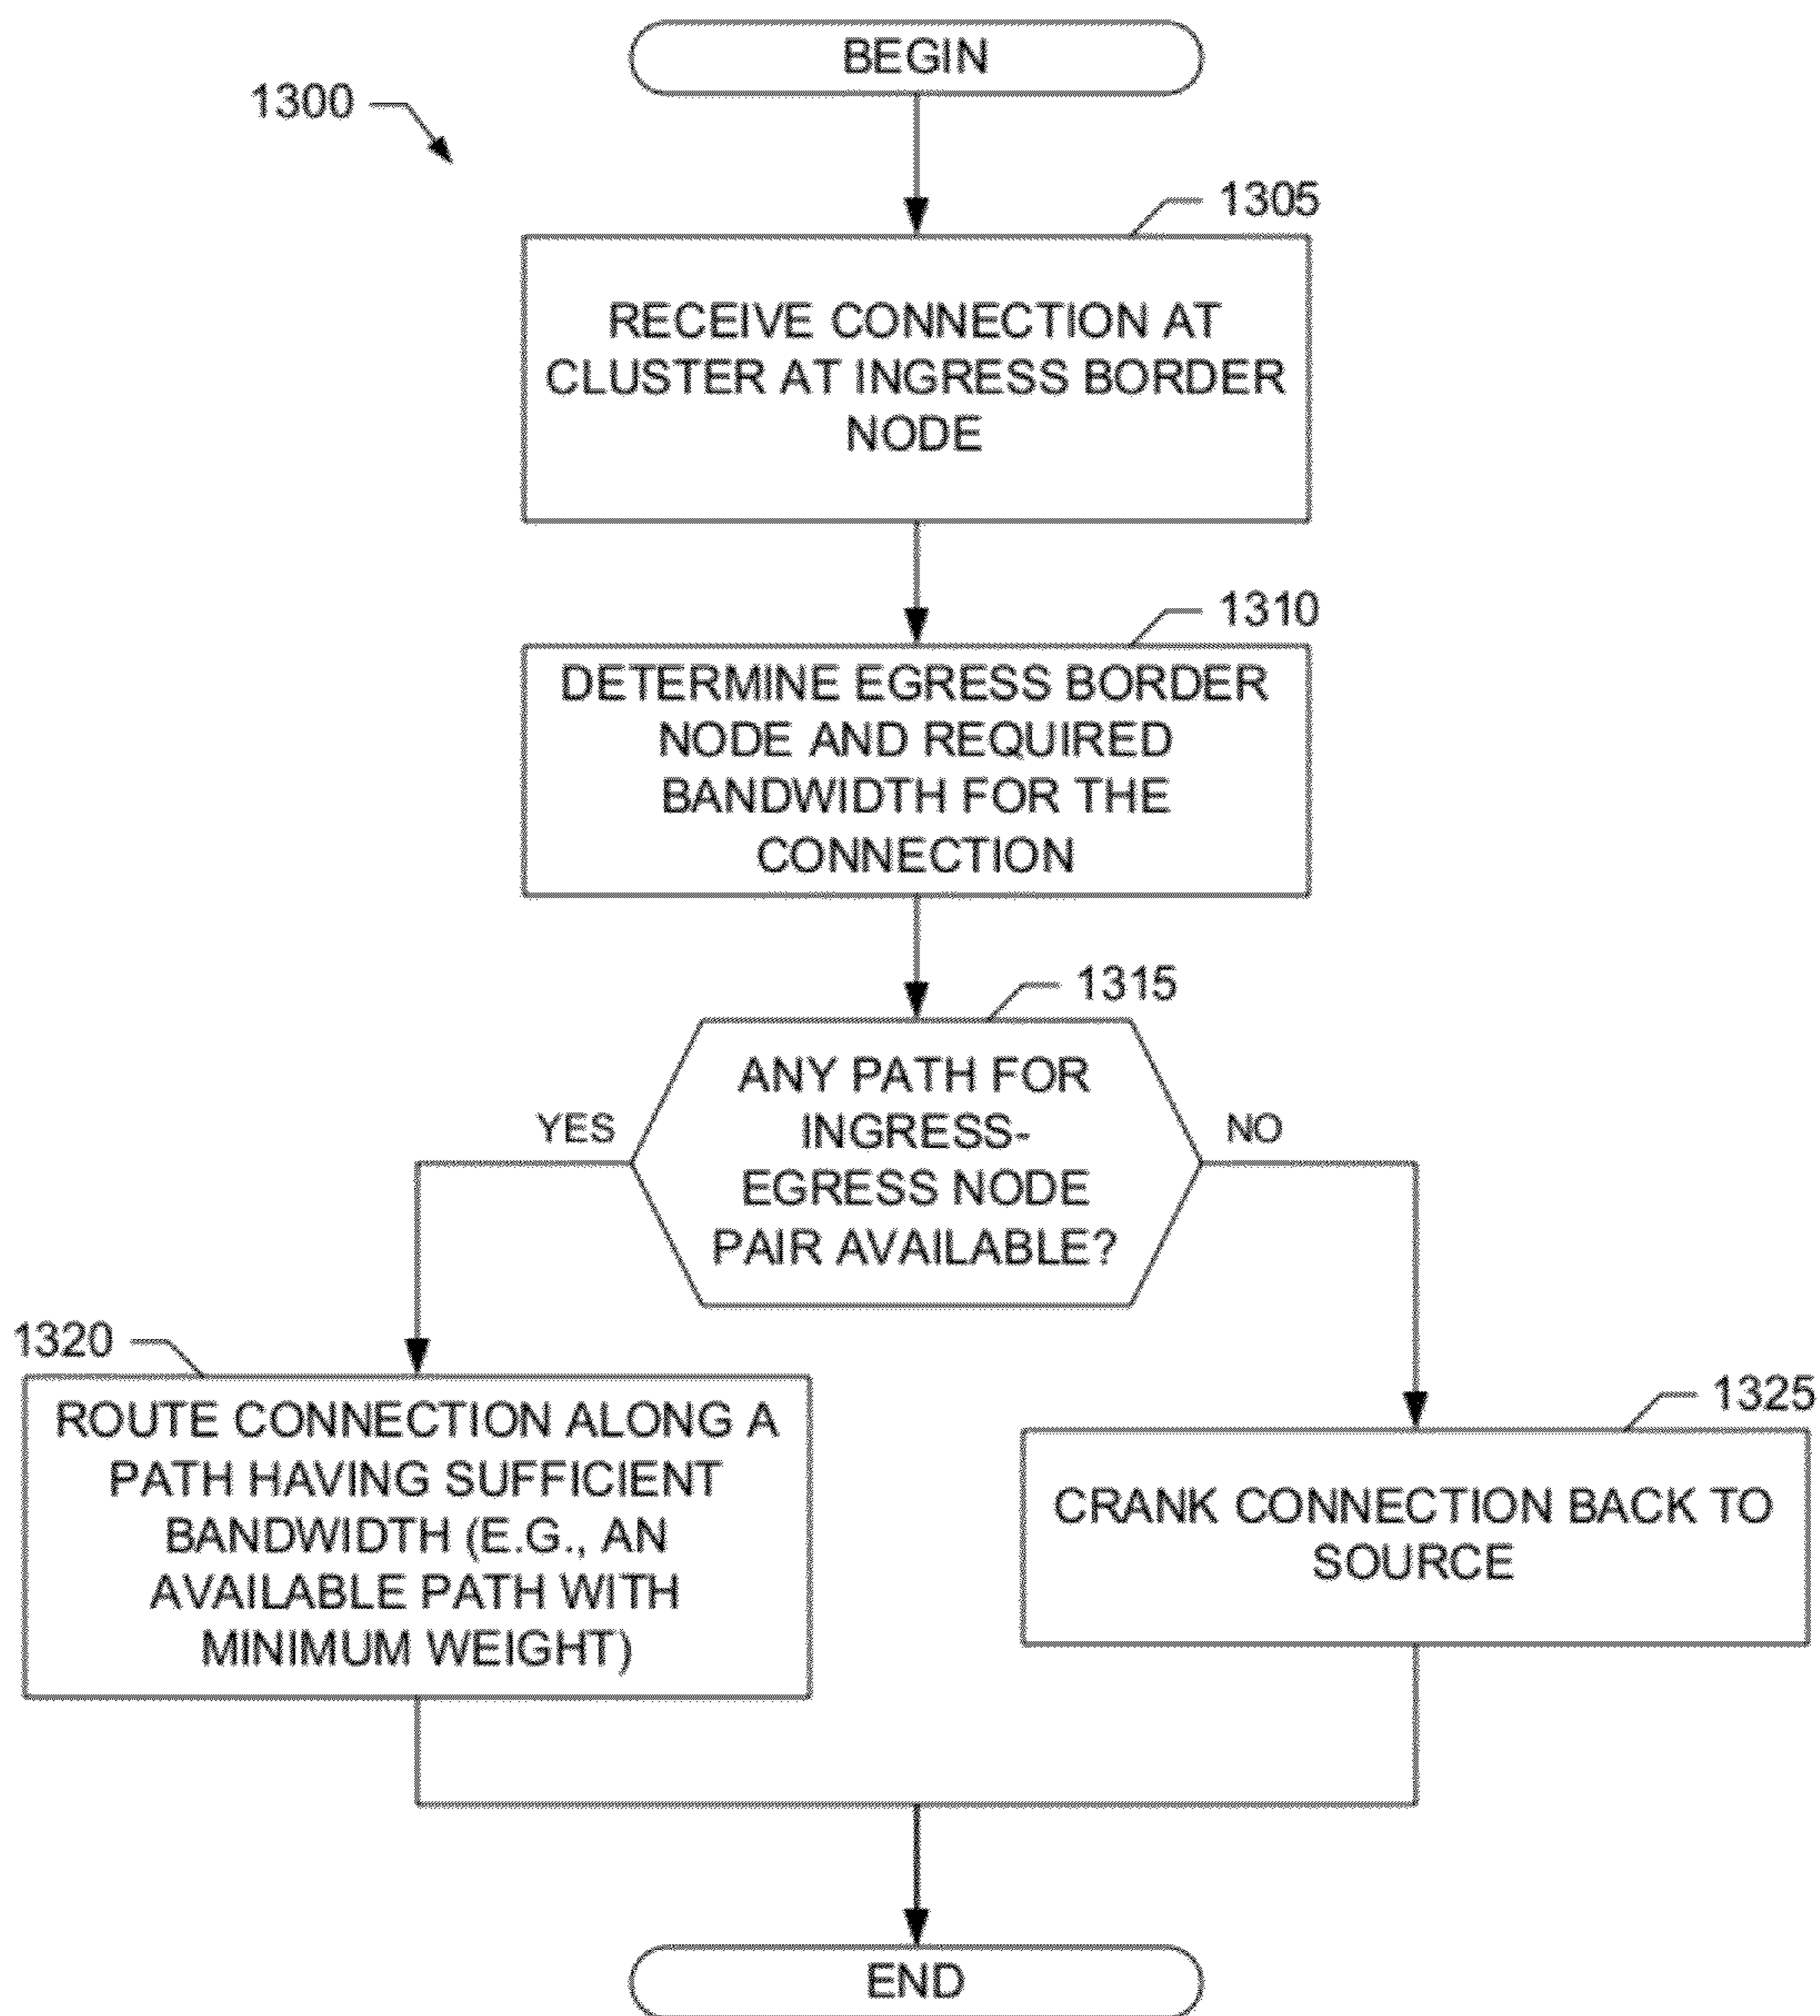 BEGIN
1300
1305
RECEIVE CONNECTION AT
CLUSTER AT INGRESS BORDER
NODE
1310
DETERMINE EGRESS BORDER
NODE AND REQUIRED
BANDWIDTH FOR THE
CONNECTION
1315
ANY PATH FOR
INGRESS-
EGRESS NODE
PAIR AVAILABLE?
YES
NO
1320
ROUTE CONNECTION ALONG A
PATH HAVING SUFFICIENT
BANDWIDTH (E.G., AN
AVAILABLE PATH WITH
MINIMUM WEIGHT)
1325
CRANK CONNECTION BACK TO
SOURCE
END